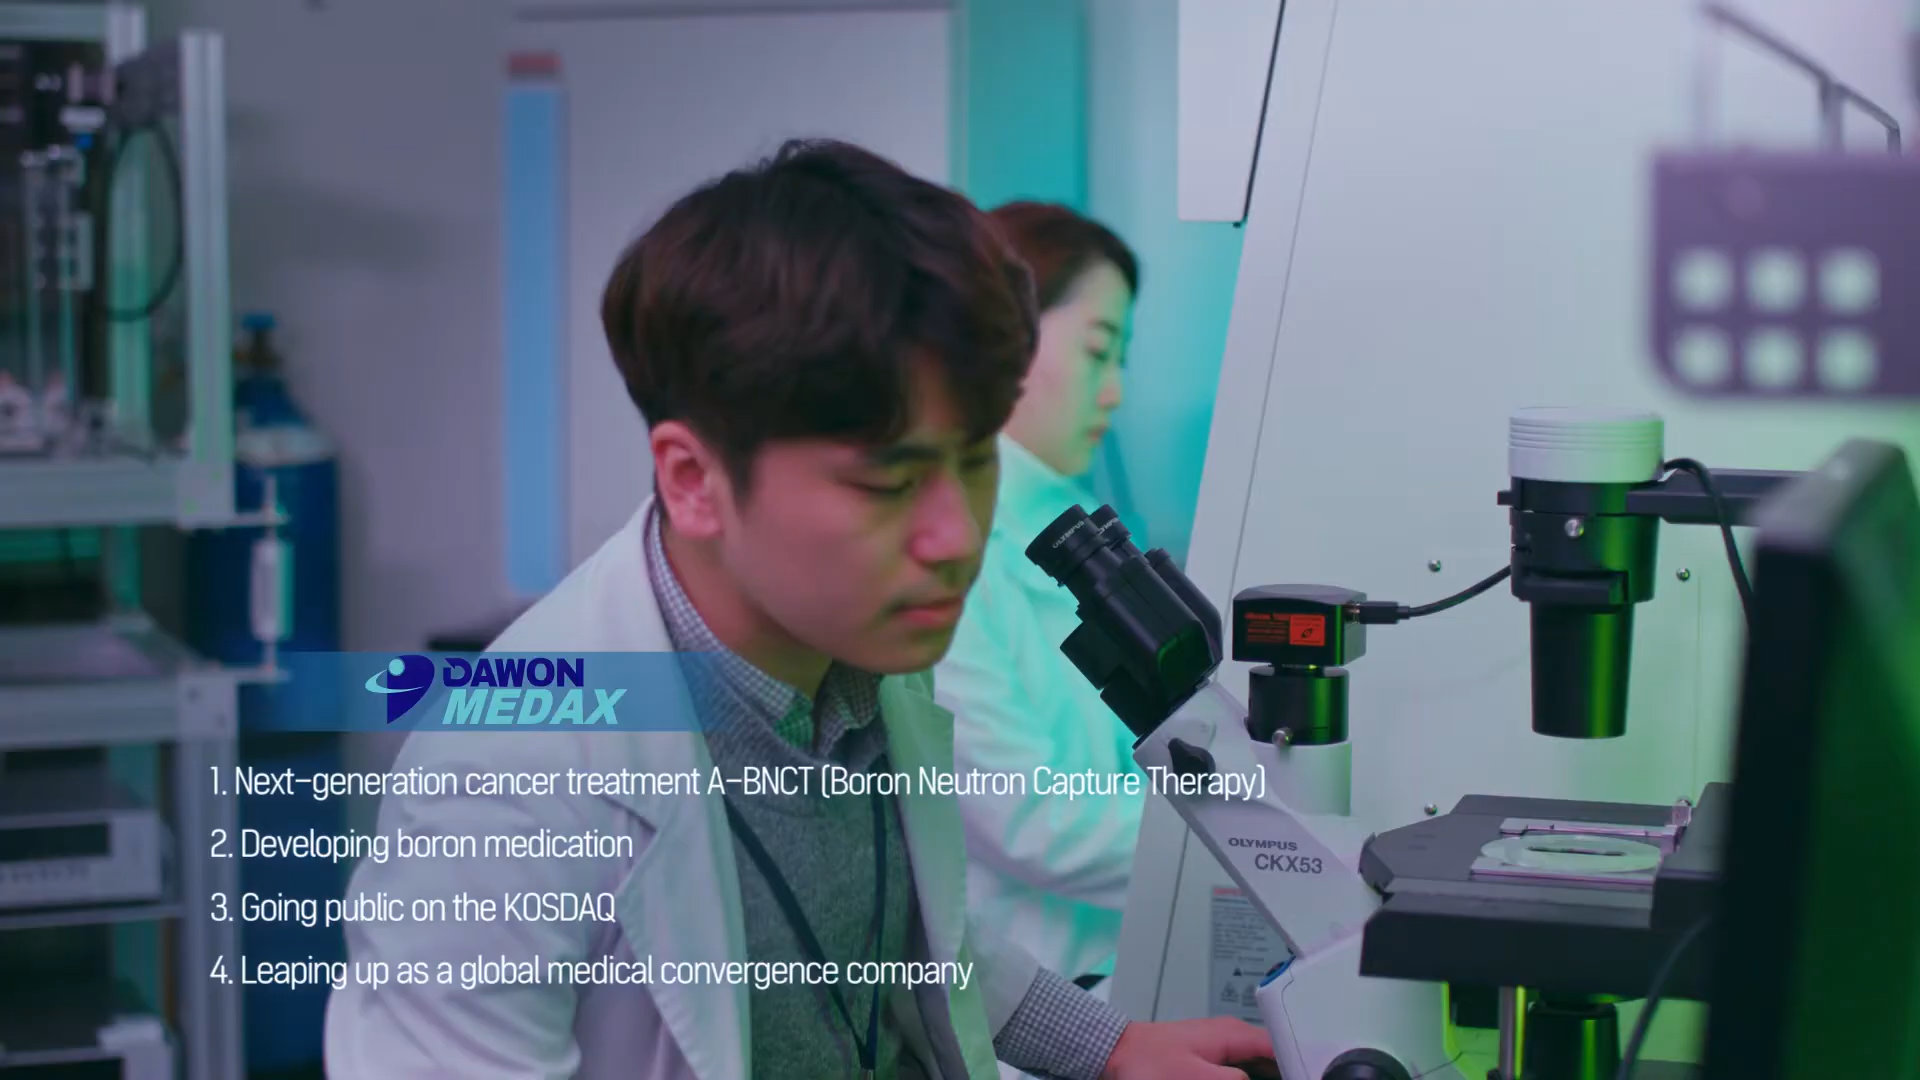 DAWON
MEDAX
1. Next-generation cancer treatment A-BNCT (Boron Neutron Capture Therapy)
2. Developing boron medication
3. Going public on the KOSDAQ
4. Leaping up as a global medical convergence company
OLYMPUS
OLYMPUS
CKX53